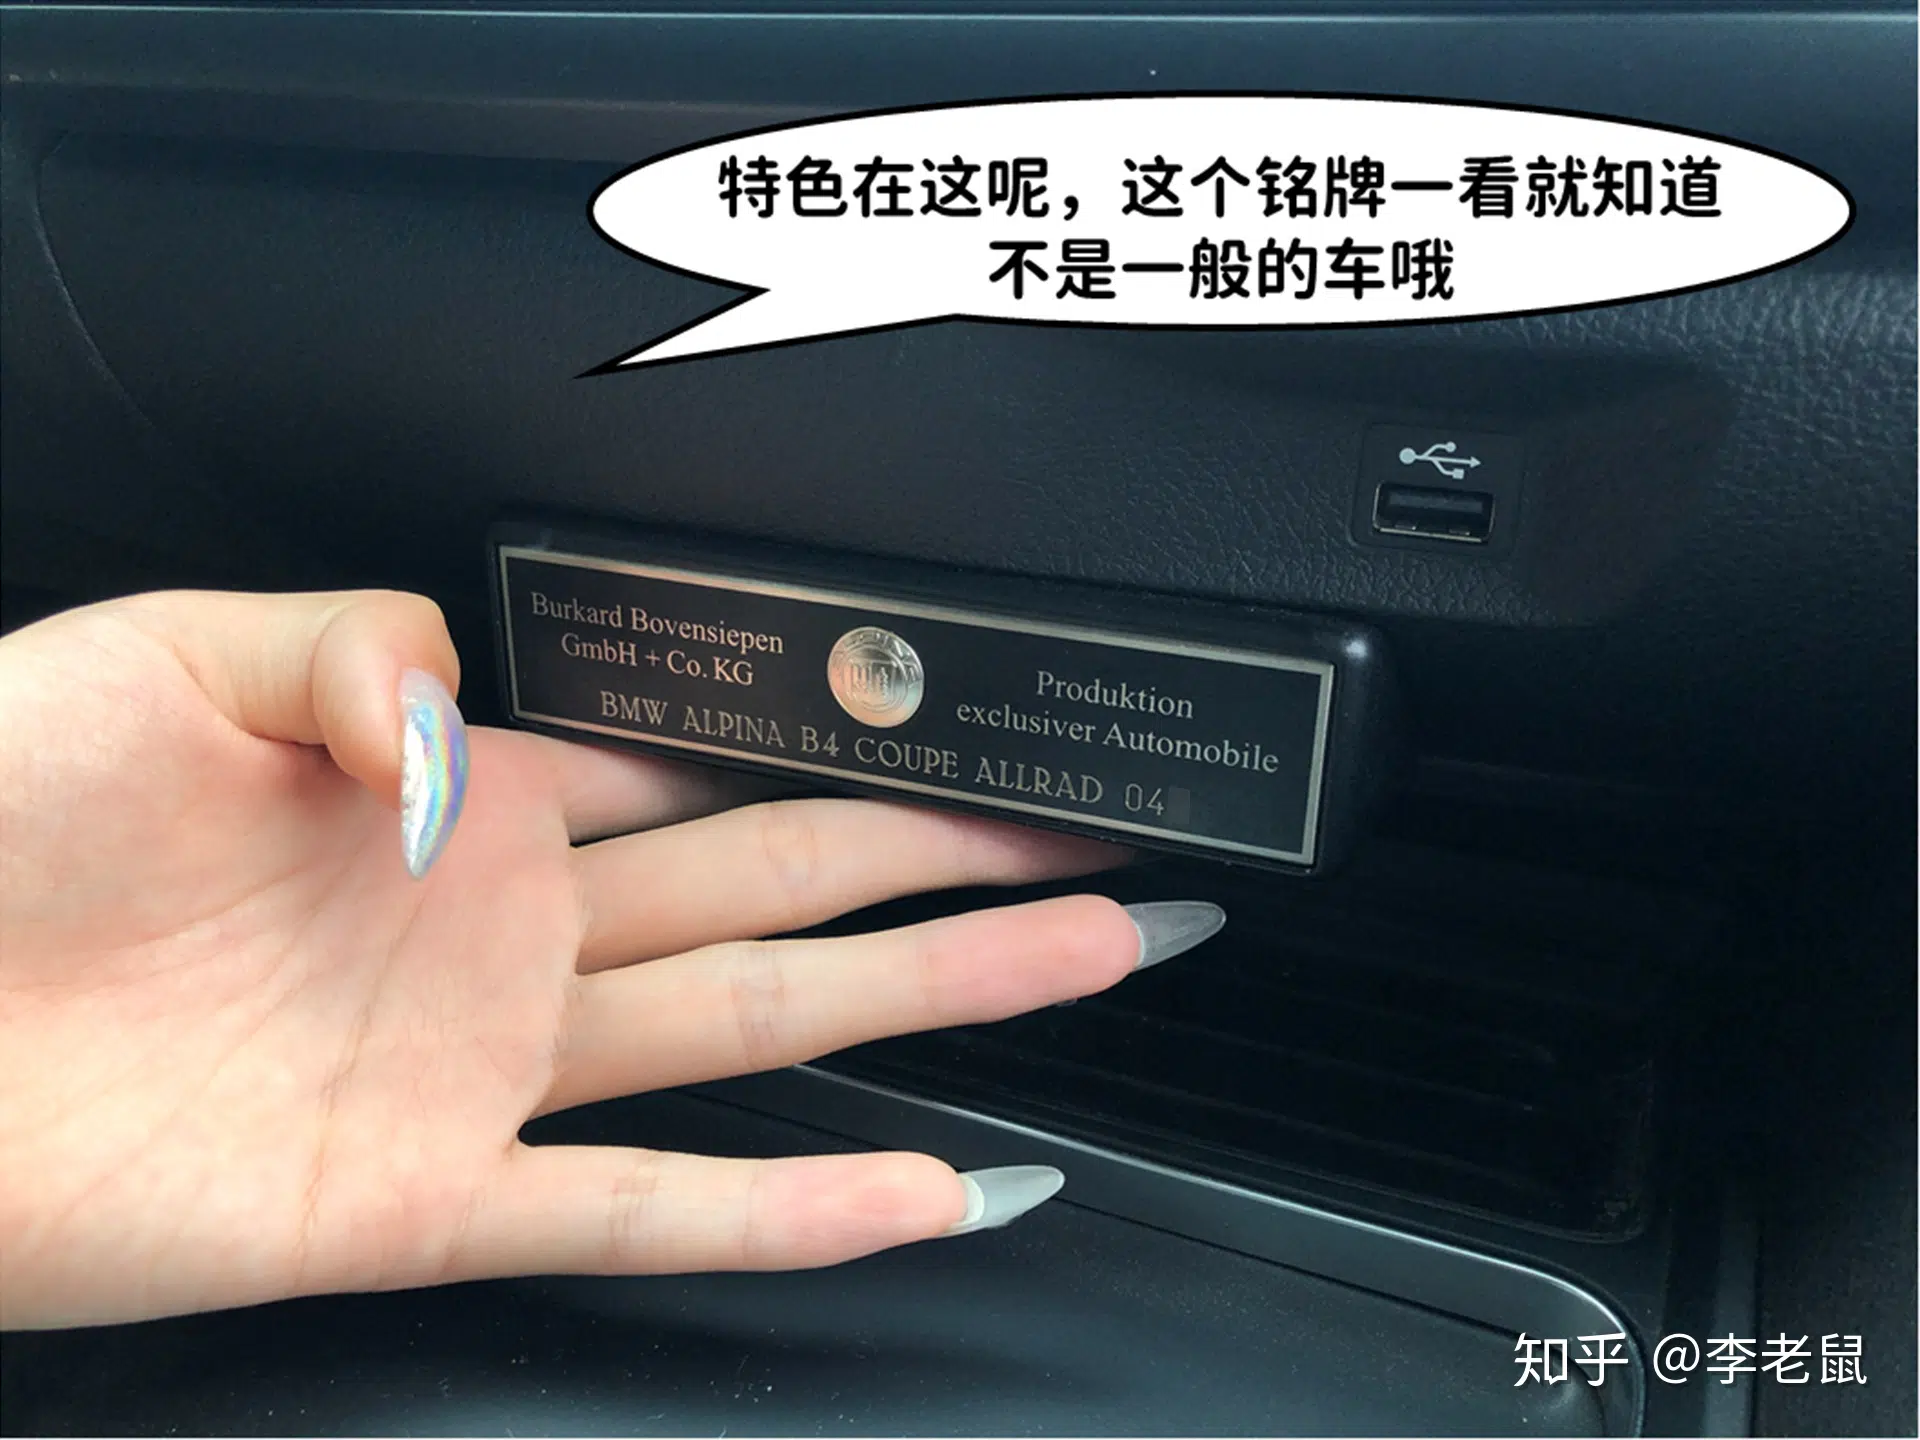 特色在这呢，这个铭牌一看就知道
不是一般的车哦
Burkard Bovensiepen
GmbH + Co. KG
Produktion
exclusiver Automobile
BMW ALPINA B4 COUPE ALLRAD 04
知乎 @李老鼠